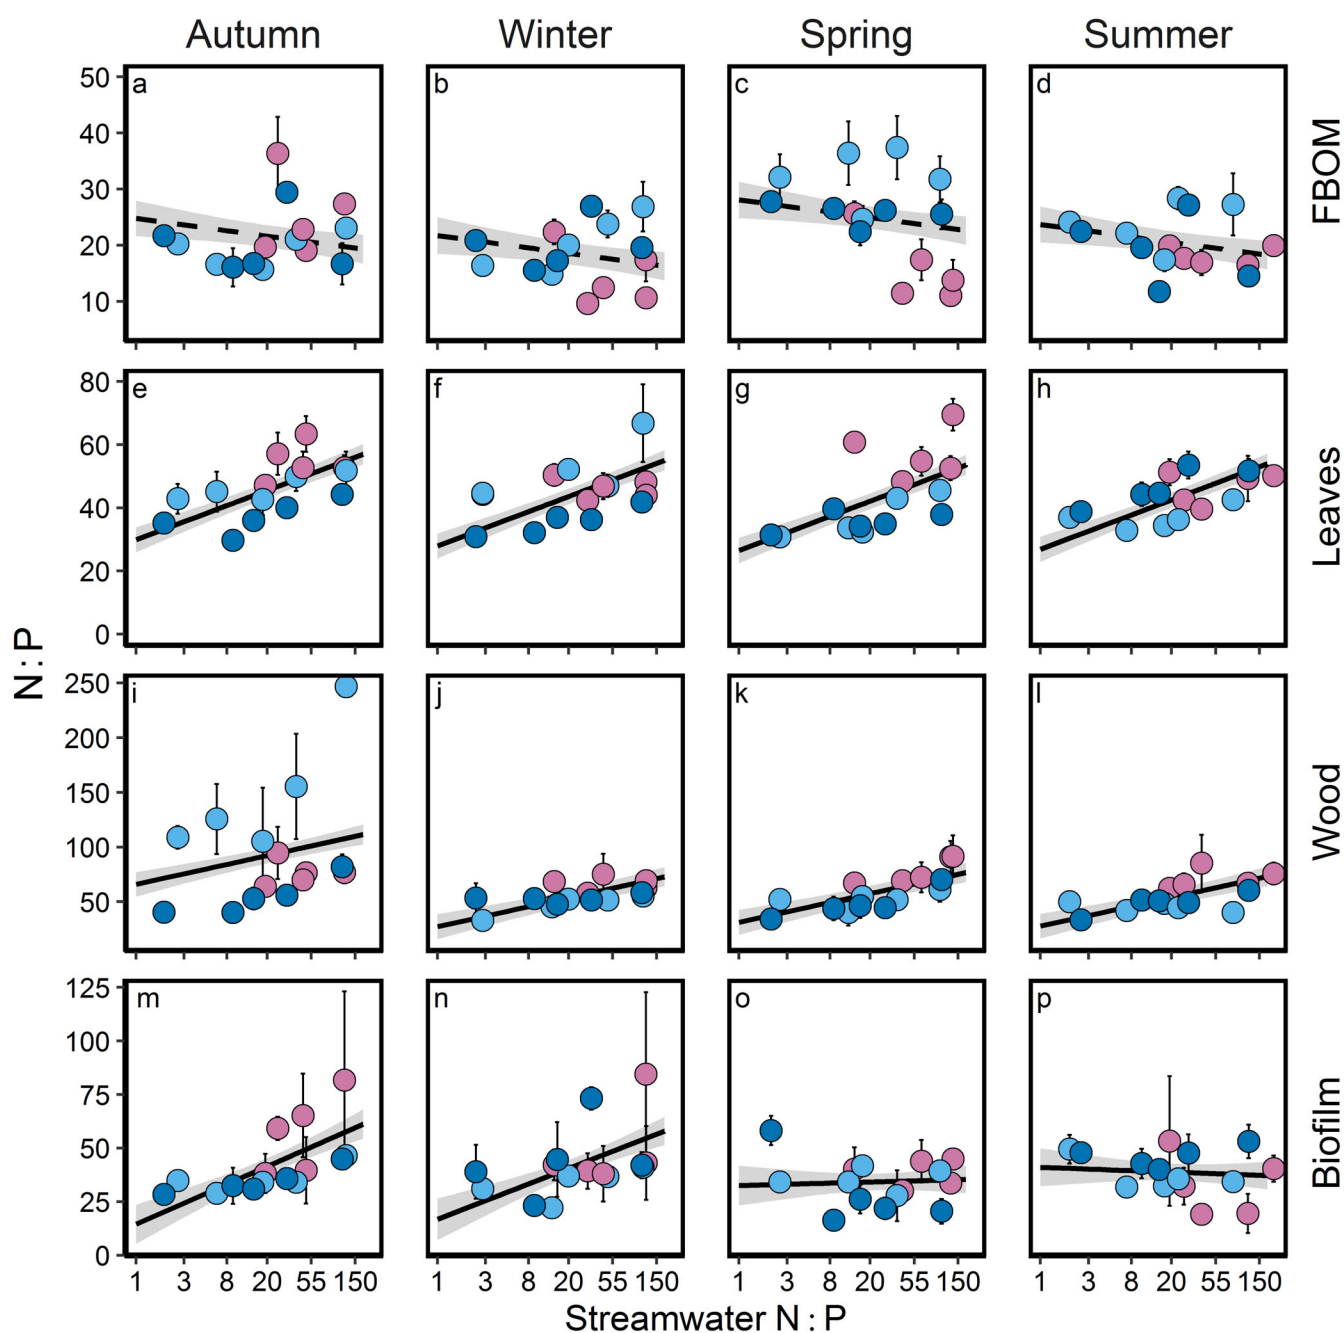 Autumn Winter Spring Summer
a b c d
50
40
30
20
10
FBOM
e f g h
80
60
40
20
0
Leaves
N:P
i j k l
250
200
150
100
50
Wood
m n o p
125
100
75
50
25
0
Biofilm
1 3 8 20 55 150 1 3 8 20 55 150 1 3 8 20 55 150 1 3 8 20 55 150
Streamwater N:P